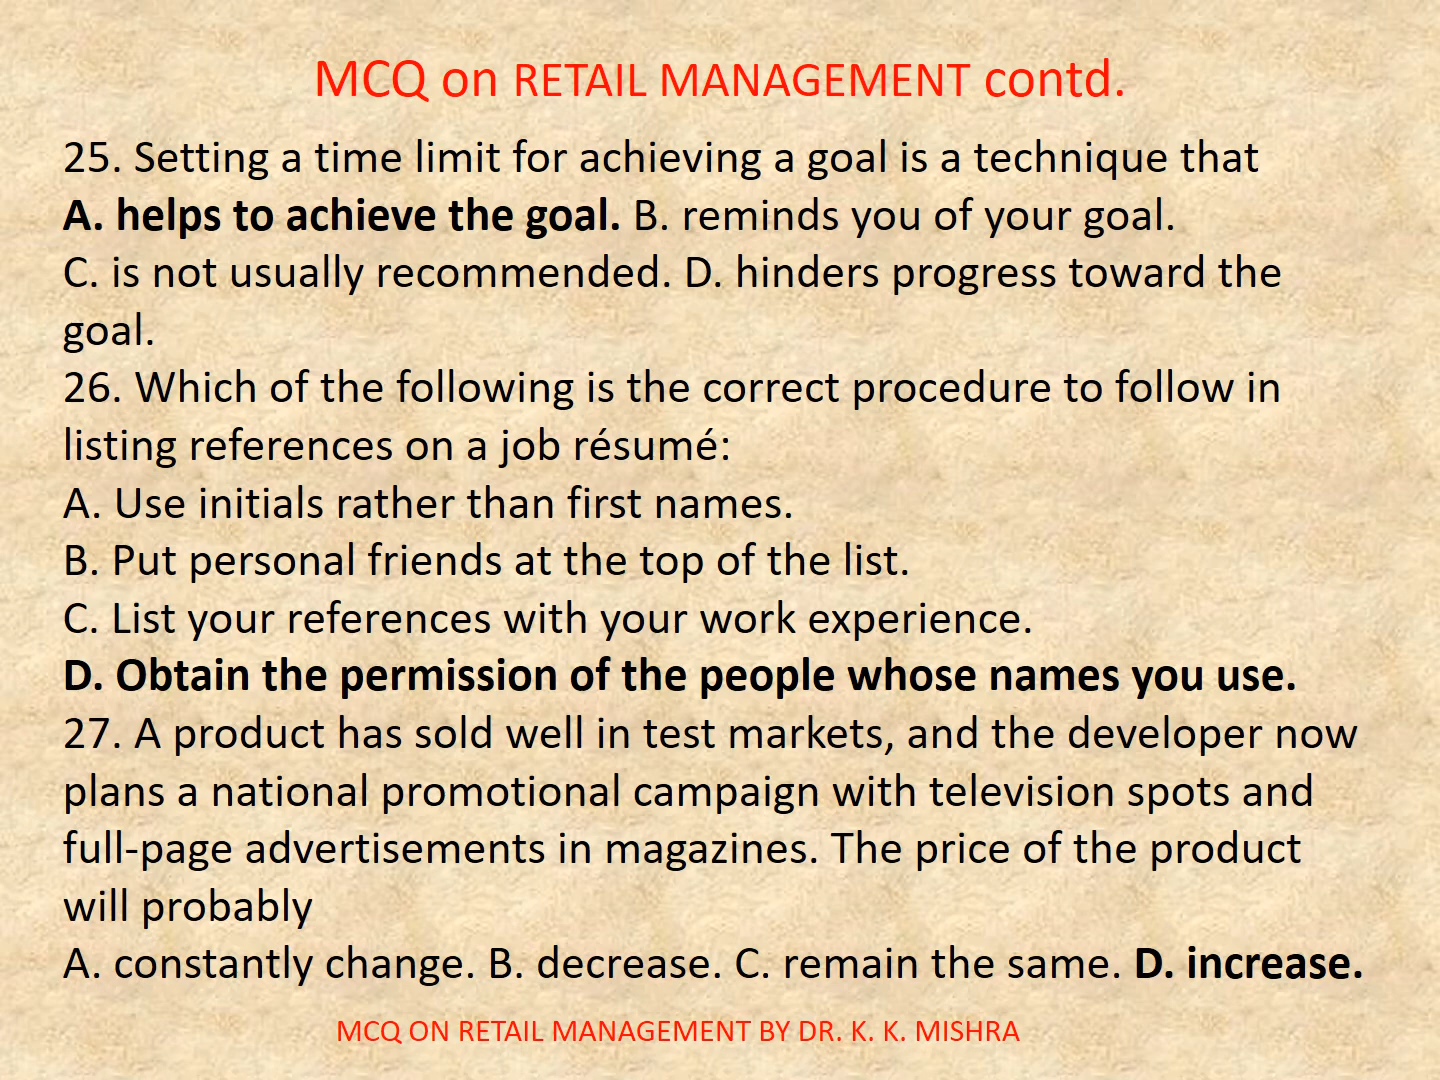 MCQ on RETAIL MANAGEMENT contd.
25. Setting a time limit for achieving a goal is a technique that
A. helps to achieve the goal. B. reminds you of your goal.
C. is not usually recommended. D. hinders progress toward the
goal.
26. Which of the following is the correct procedure to follow in
listing references on a job résumé:
A. Use initials rather than first names.
B. Put personal friends at the top of the list.
C. List your references with your work experience.
D. Obtain the permission of the people whose names you use.
27. A product has sold well in test markets, and the developer now
plans a national promotional campaign with television spots and
full-page advertisements in magazines. The price of the product
will probably
A. constantly change. B. decrease. C. remain the same. D. increase.
MCQ ON RETAIL MANAGEMENT BY DR. K. K. MISHRA